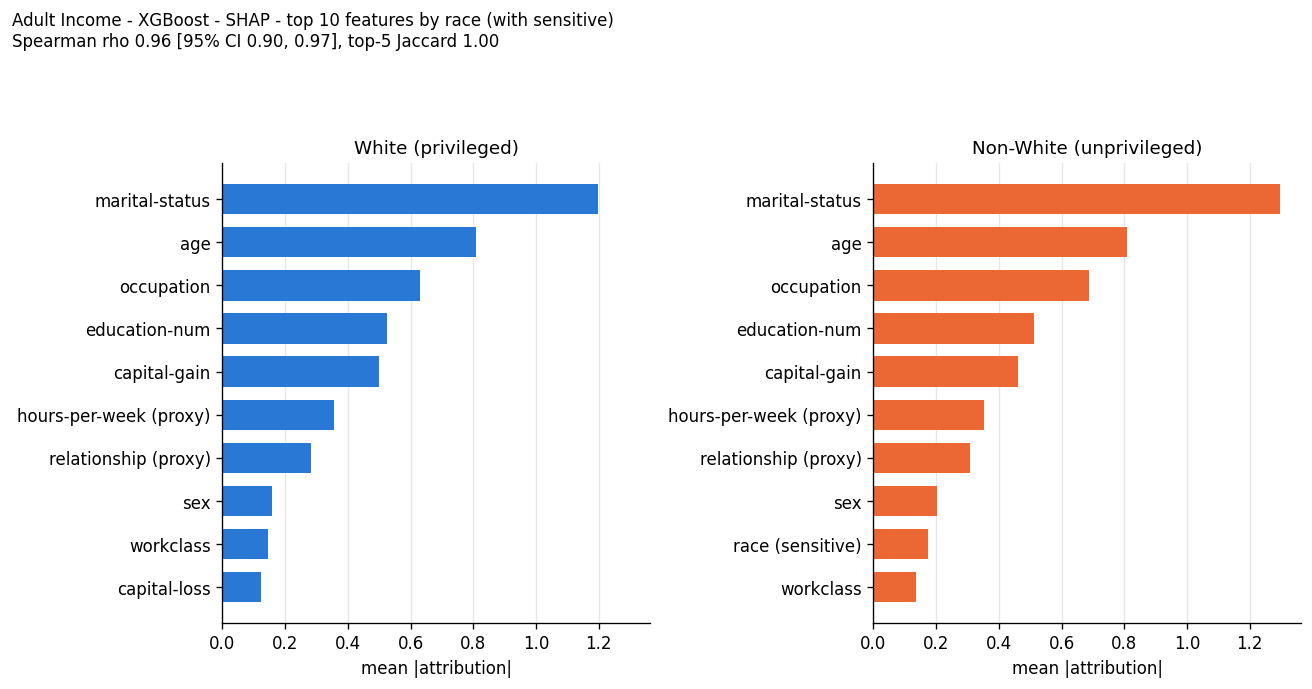 Adult Income - XGBoost - SHAP - top 10 features by race (with sensitive)
Spearman rho 0.96 [95% CI 0.90, 0.97], top-5 Jaccard 1.00
White (privileged)
marital-status
age
occupation
education-num
capital-gain
hours-per-week (proxy)
relationship (proxy)
sex
workclass
capital-loss
0.0 0.2 0.4 0.6 0.8 1.0 1.2
mean |attribution|
Non-White (unprivileged)
marital-status
age
occupation
education-num
capital-gain
hours-per-week (proxy)
relationship (proxy)
sex
race (sensitive)
workclass
0.0 0.2 0.4 0.6 0.8 1.0 1.2
mean |attribution|